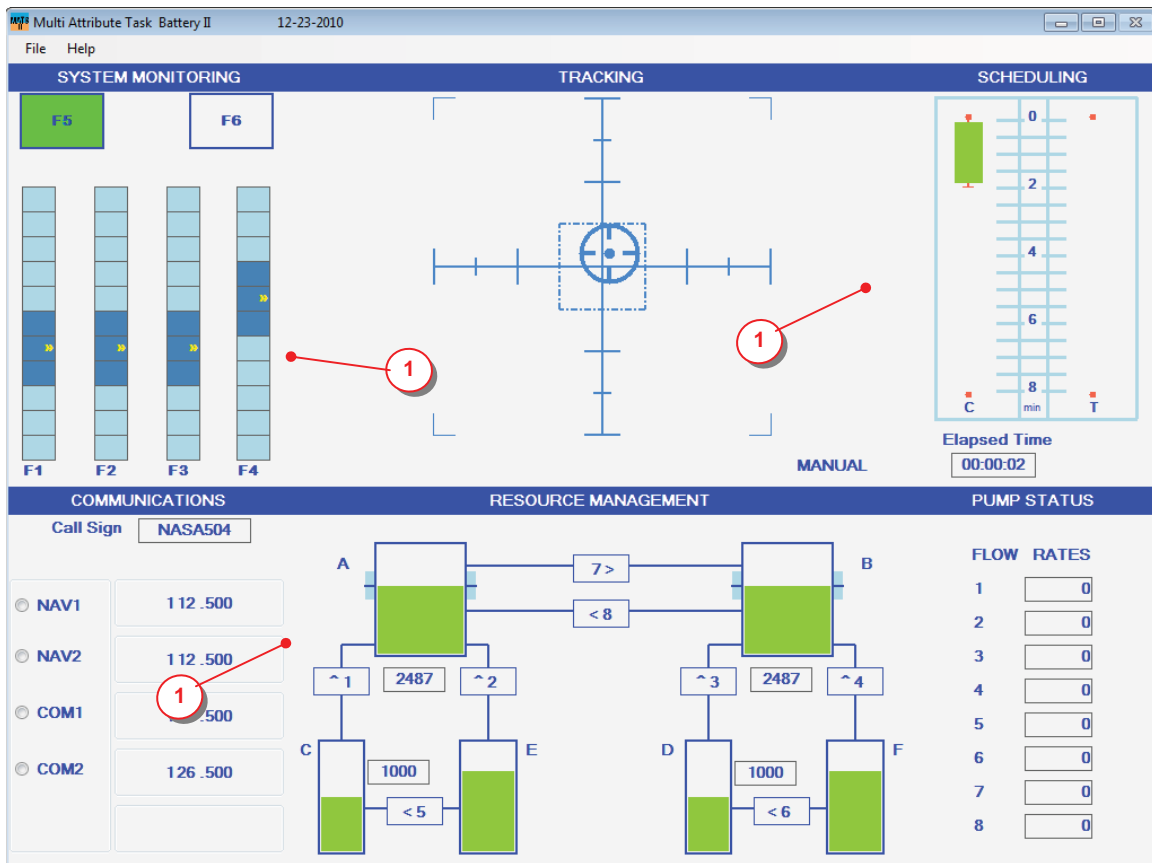 Multi Attribute Task Battery II 12-23-2010
File Help
SYSTEM MONITORING TRACKING SCHEDULING
F5 F6
0
2
4
6
8
C min T
1
1
F1 F2 F3 F4
MANUAL
Elapsed Time
00:00:02
COMMUNICATIONS RESOURCE MANAGEMENT PUMP STATUS
Call Sign NASA504
NAV1 112.500
NAV2 112.500
COM1 .500
COM2 126.500
1
A 7 > B
< 8
^ 1 2487 ^ 2 ^ 3 2487 ^ 4
C E D F
1000 1000
< 5 < 6
FLOW RATES
1 0
2 0
3 0
4 0
5 0
6 0
7 0
8 0